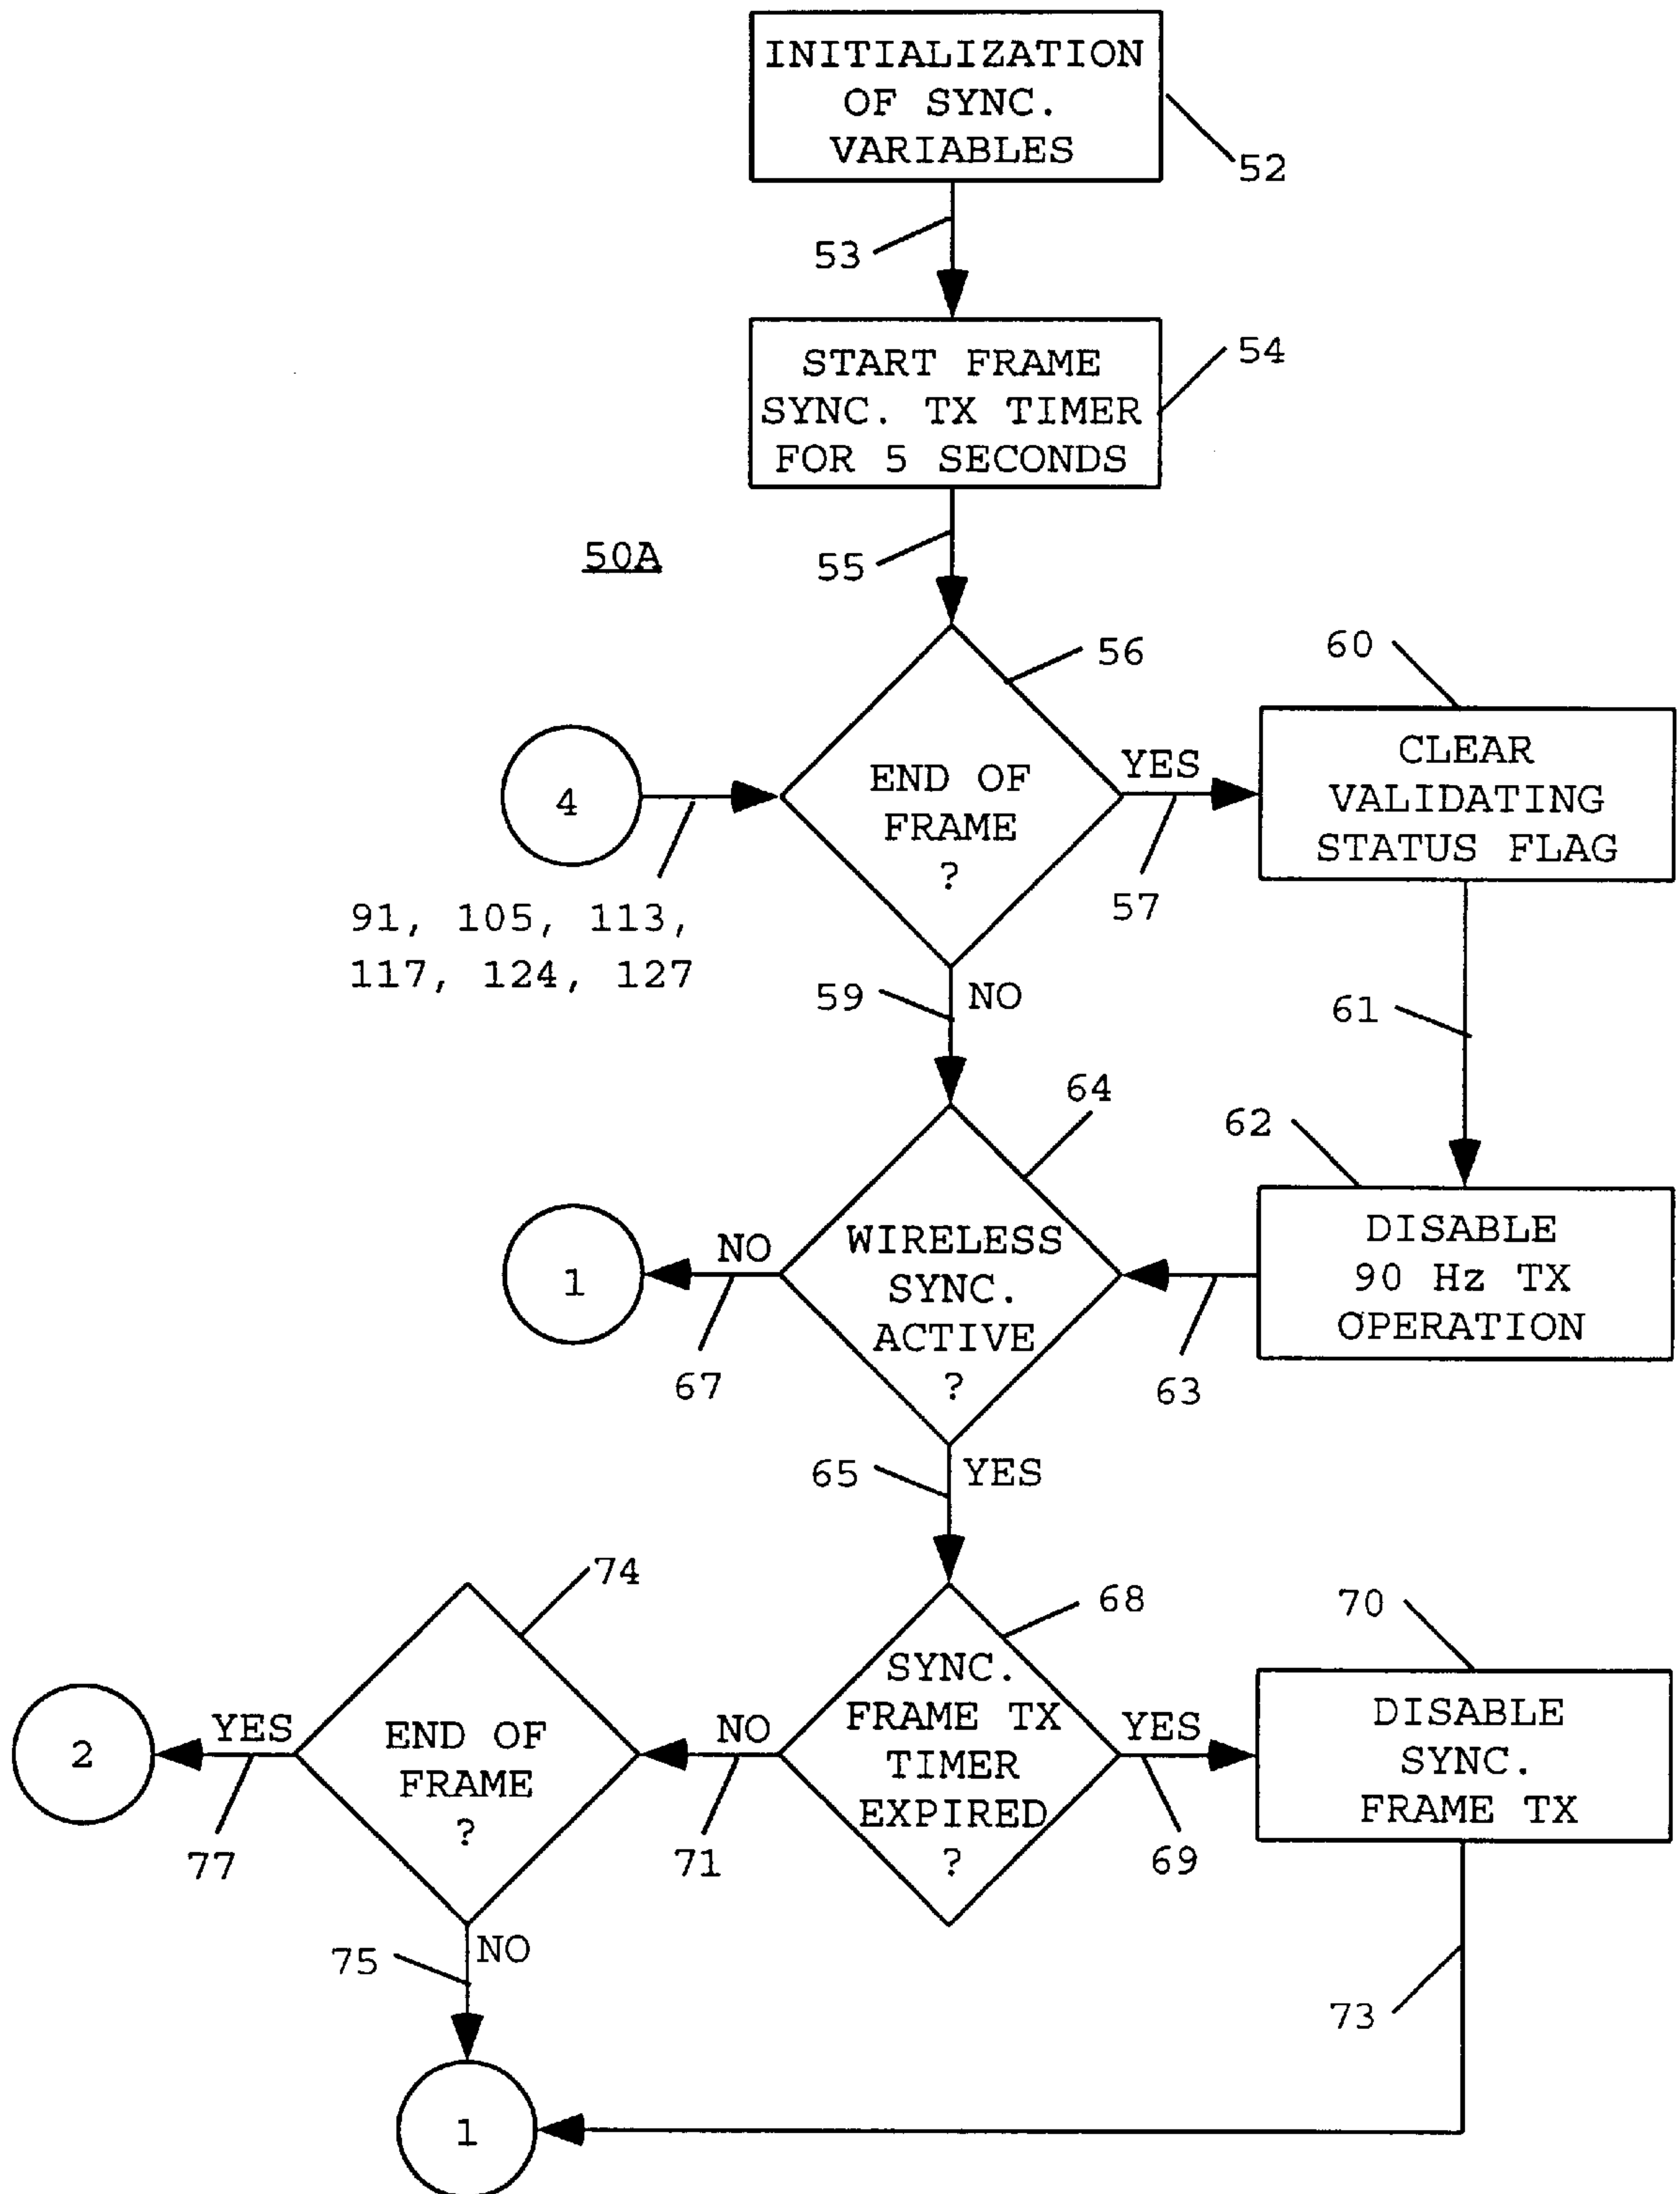 INITIALIZATION
OF SYNC.
VARIABLES
52
53
START FRAME
SYNC. TX TIMER
FOR 5 SECONDS
54
50A
55
56
60
4
END OF
FRAME
?
YES
57
CLEAR
VALIDATING
STATUS FLAG
91, 105, 113,
117, 124, 127
59
NO
61
64
62
1
NO
67
WIRELESS
SYNC.
ACTIVE
?
63
DISABLE
90 Hz TX
OPERATION
65
YES
74
68
70
2
YES
77
END OF
FRAME
?
NO
71
SYNC.
FRAME TX
TIMER
EXPIRED
?
YES
69
DISABLE
SYNC.
FRAME TX
75
NO
73
1